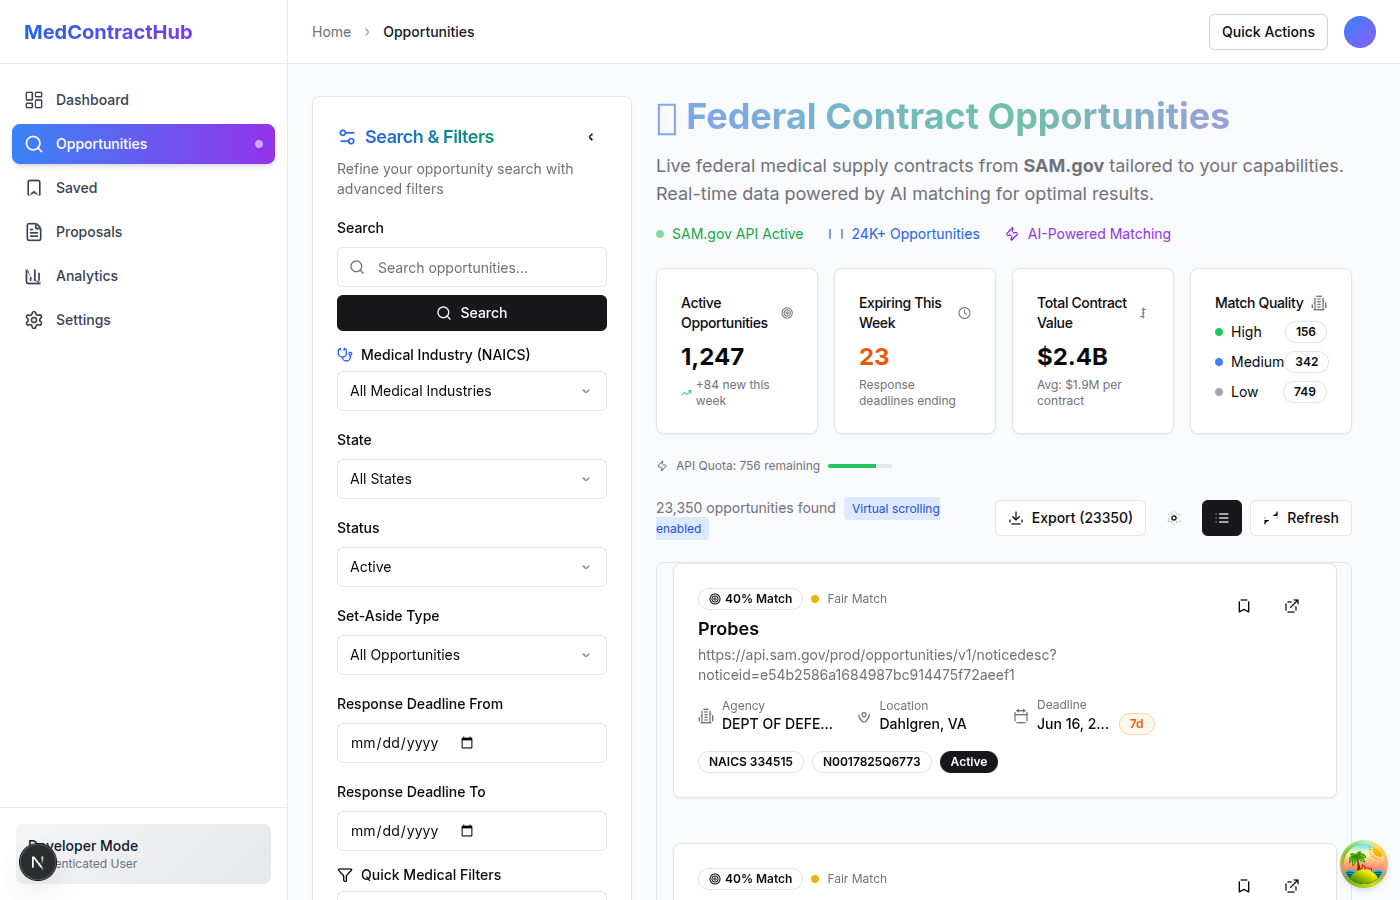 MedContractHub
Home
Opportunities
Quick Actions
Dashboard
Opportunities
Saved
Proposals
Analytics
Settings
Developer Mode
enticated User
N
Search & Filters
Refine your opportunity search with
advanced filters
Search
Search opportunities...
Search
Medical Industry (NAICS)
All Medical Industries
State
All States
Status
Active
Set-Aside Type
All Opportunities
Response Deadline From
mm/dd/yyyy
Response Deadline To
mm/dd/yyyy
Quick Medical Filters
Federal Contract Opportunities
Live federal medical supply contracts from SAM.gov tailored to your capabilities.
Real-time data powered by AI matching for optimal results.
SAM.gov API Active
24K+ Opportunities
AI-Powered Matching
Active
Opportunities
1,247
+84 new this
week
Expiring This
Week
23
Response
deadlines ending
Total Contract
Value
$2.4B
Avg: $1.9M per
contract
Match Quality
High 156
Medium 342
Low 749
API Quota: 756 remaining
23,350 opportunities found Virtual scrolling
enabled
Export (23350)
Refresh
40% Match
Fair Match
Probes
https://api.sam.gov/prod/opportunities/v1/noticedesc?
noticeid=e54b2586a1684987bc914475f72aeef1
Agency
DEPT OF DEFE...
Location
Dahlgren, VA
Deadline
Jun 16, 2... 7d
NAICS 334515
N0017825Q6773
Active
40% Match
Fair Match